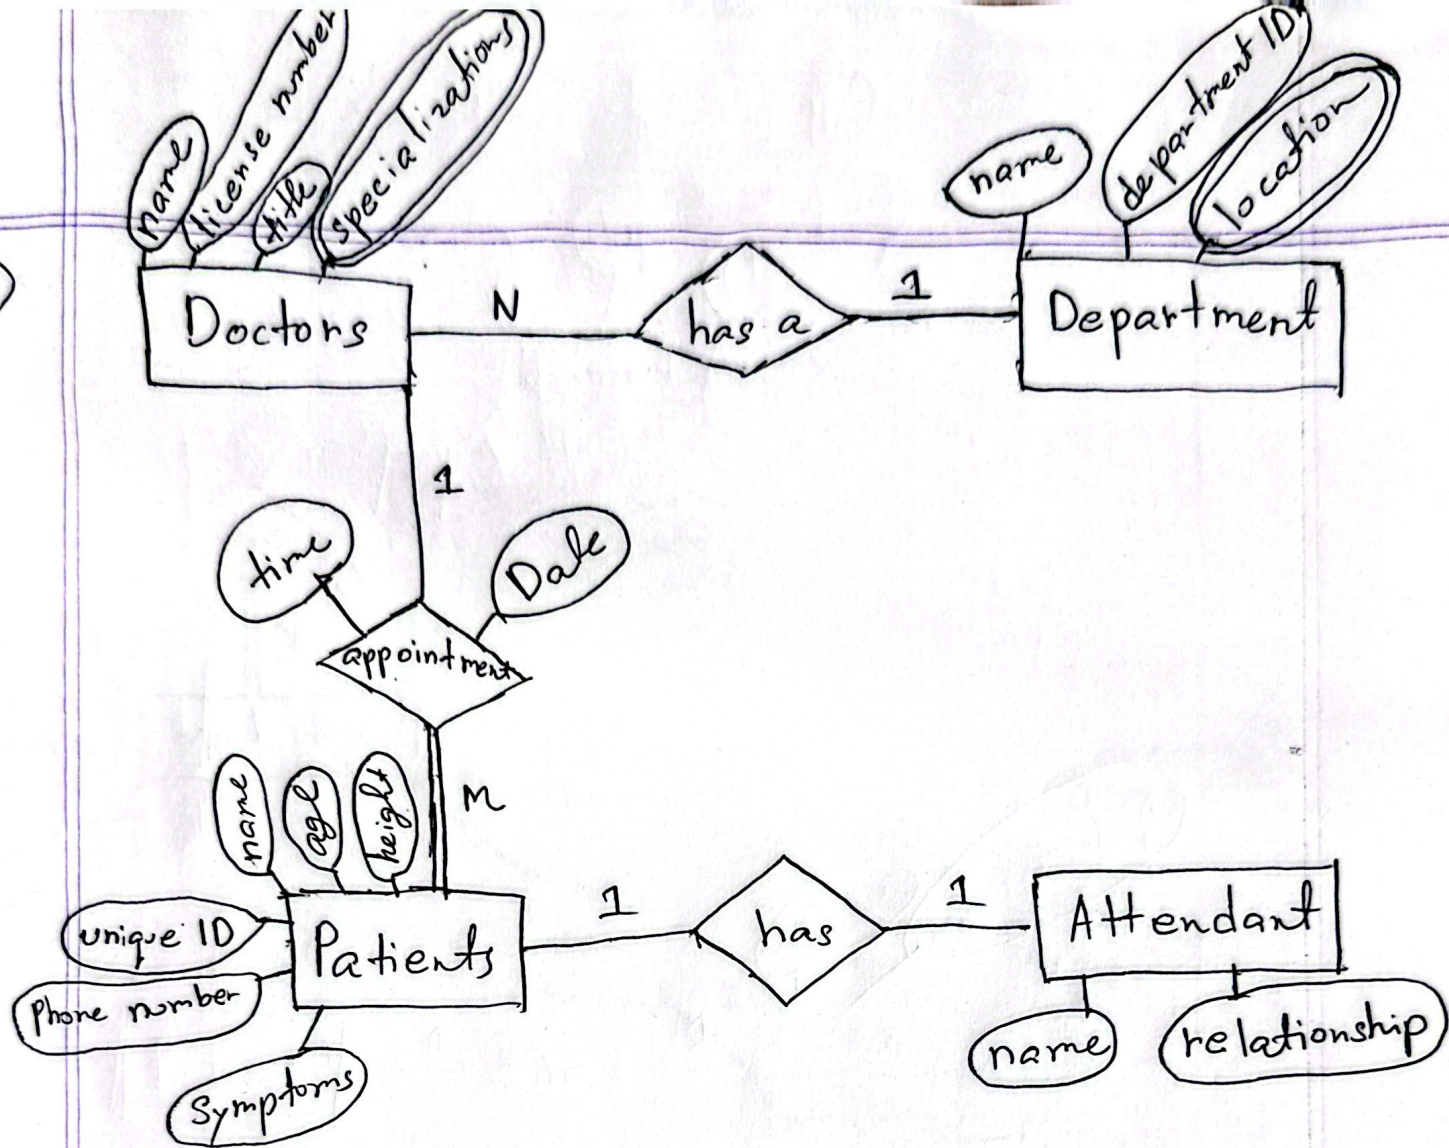 name
license number
title
specializations
name
department ID
location
Doctors
N
has a
1
Department
1
time
Date
appointment
M
name
age
height
unique ID
Phone number
Symptoms
Patients
1
has
1
Attendant
name
relationship